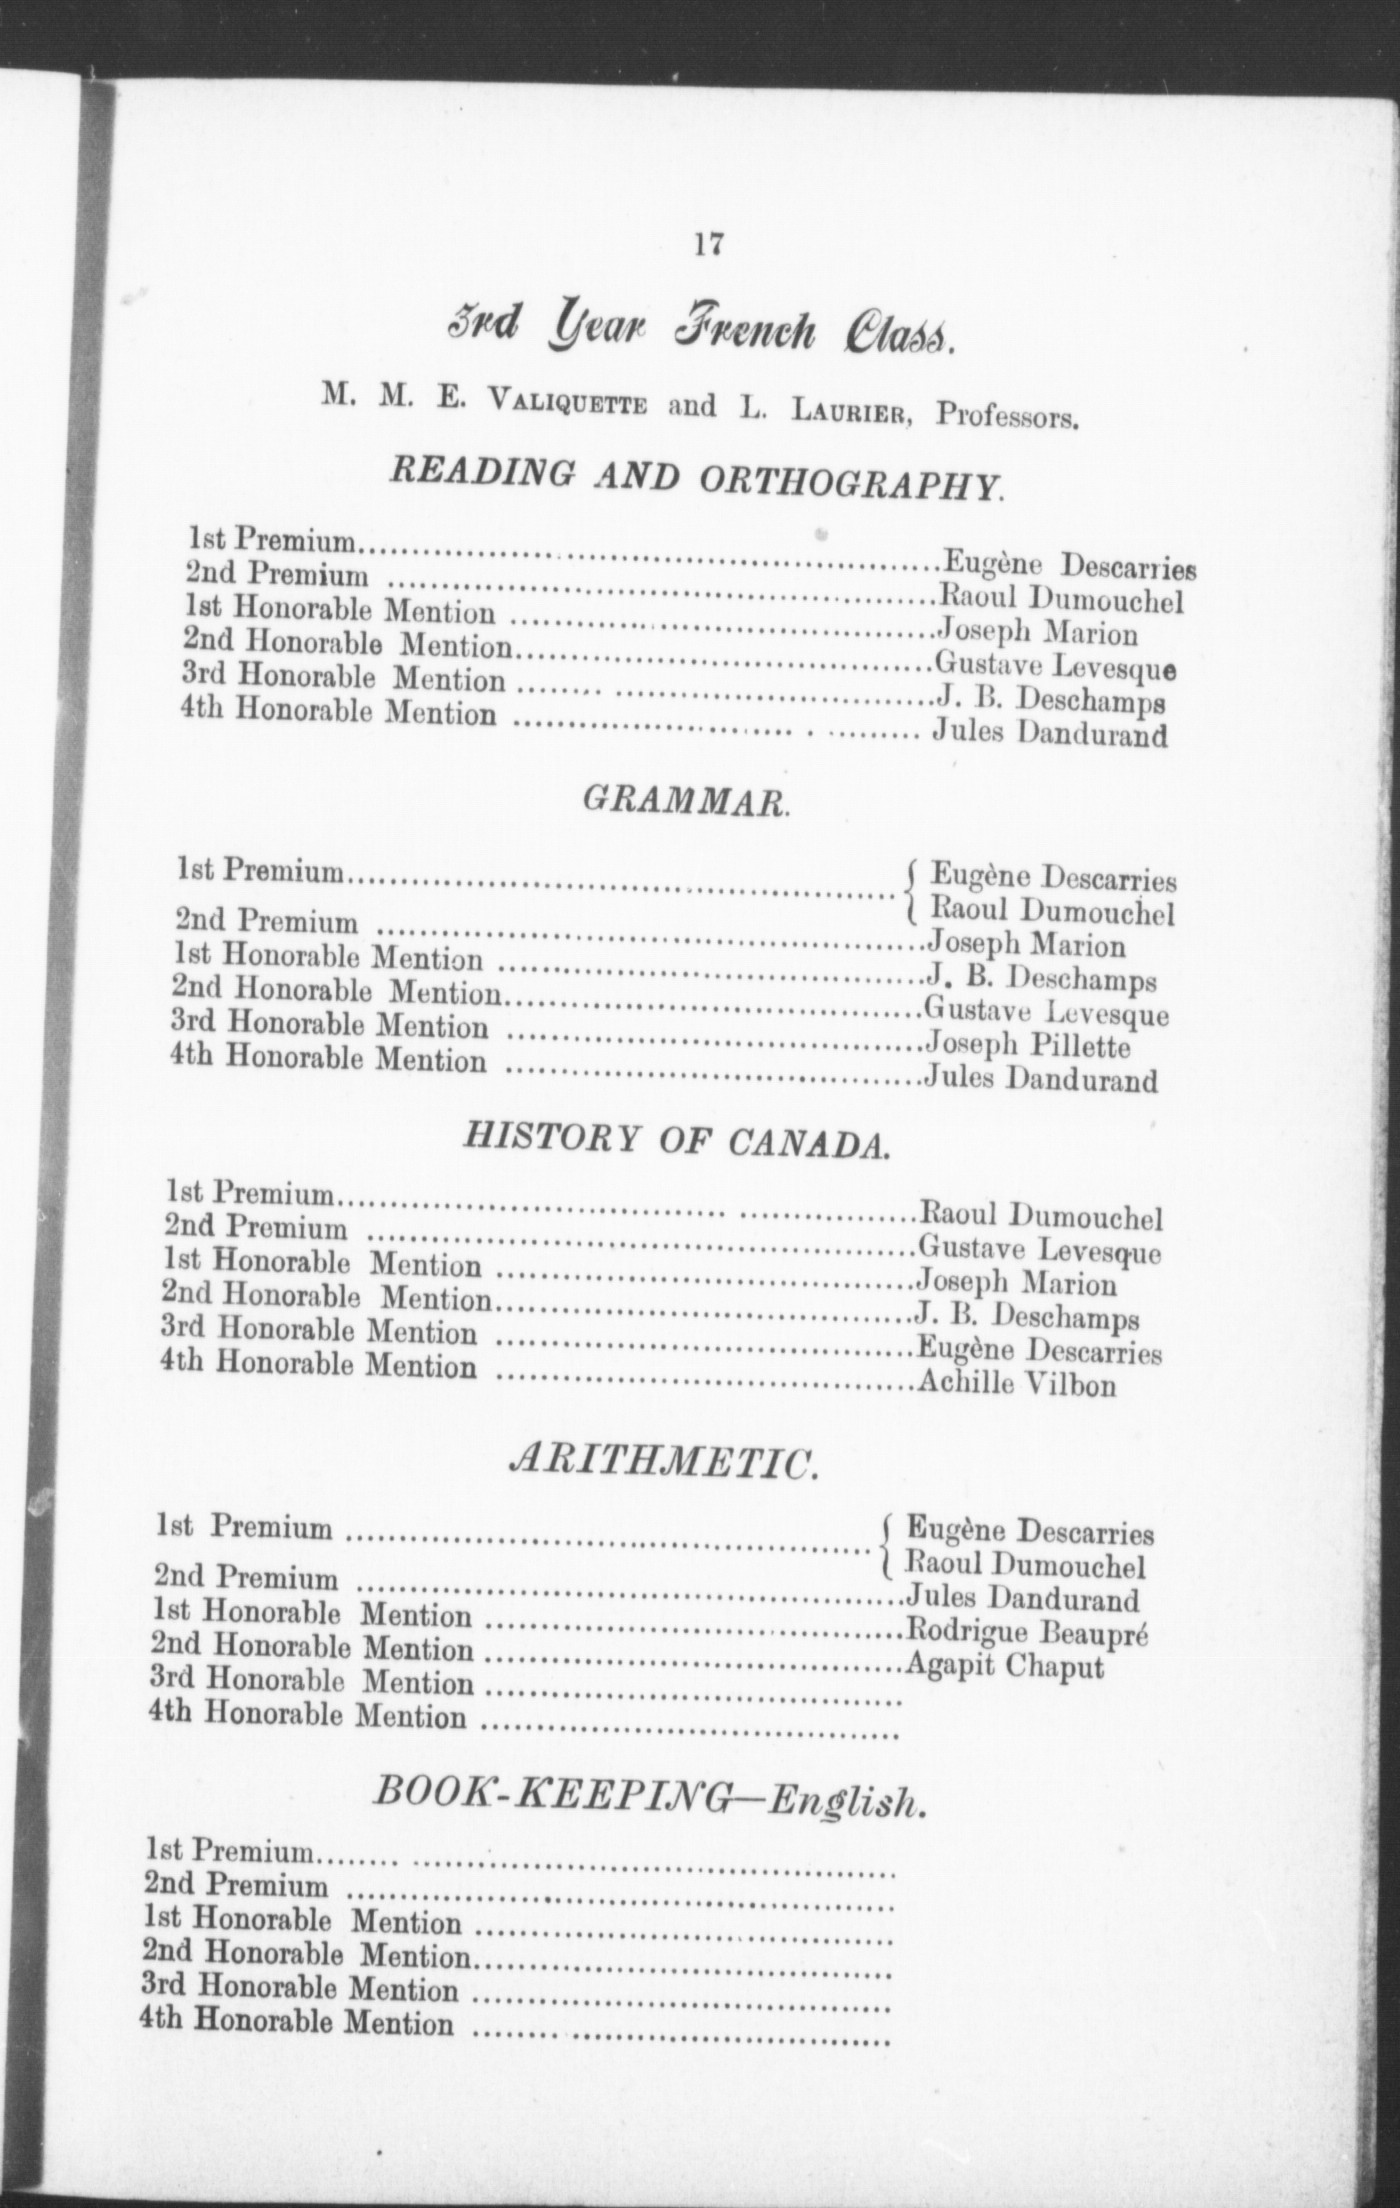 17
3rd Year French Class.
M. M. E. VALIQUETTE and L. LAURIER, Professors.
READING AND ORTHOGRAPHY.
1st Premium........................................Eugène Descarries
2nd Premium ........................................Raoul Dumouchel
1st Honorable Mention ........................................Joseph Marion
2nd Honorable Mention........................................Gustave Levesque
3rd Honorable Mention ........................................J. B. Deschamps
4th Honorable Mention ........................................ Jules Dandurand
GRAMMAR.
1st Premium........................................{ Eugène Descarries
{ Raoul Dumouchel
2nd Premium ........................................Joseph Marion
1st Honorable Mention ........................................J. B. Deschamps
2nd Honorable Mention........................................Gustave Levesque
3rd Honorable Mention ........................................Joseph Pillette
4th Honorable Mention ........................................Jules Dandurand
HISTORY OF CANADA.
1st Premium........................................Raoul Dumouchel
2nd Premium ........................................Gustave Levesque
1st Honorable Mention ........................................Joseph Marion
2nd Honorable Mention........................................J. B. Deschamps
3rd Honorable Mention ........................................Eugène Descarries
4th Honorable Mention ........................................Achille Vilbon
ARITHMETIC.
1st Premium ........................................{ Eugène Descarries
{ Raoul Dumouchel
2nd Premium ........................................Jules Dandurand
1st Honorable Mention ........................................Rodrigue Beaupré
2nd Honorable Mention ........................................Agapit Chaput
3rd Honorable Mention ........................................
4th Honorable Mention ........................................
BOOK-KEEPING—English.
1st Premium........................................
2nd Premium ........................................
1st Honorable Mention ........................................
2nd Honorable Mention........................................
3rd Honorable Mention ........................................
4th Honorable Mention ........................................